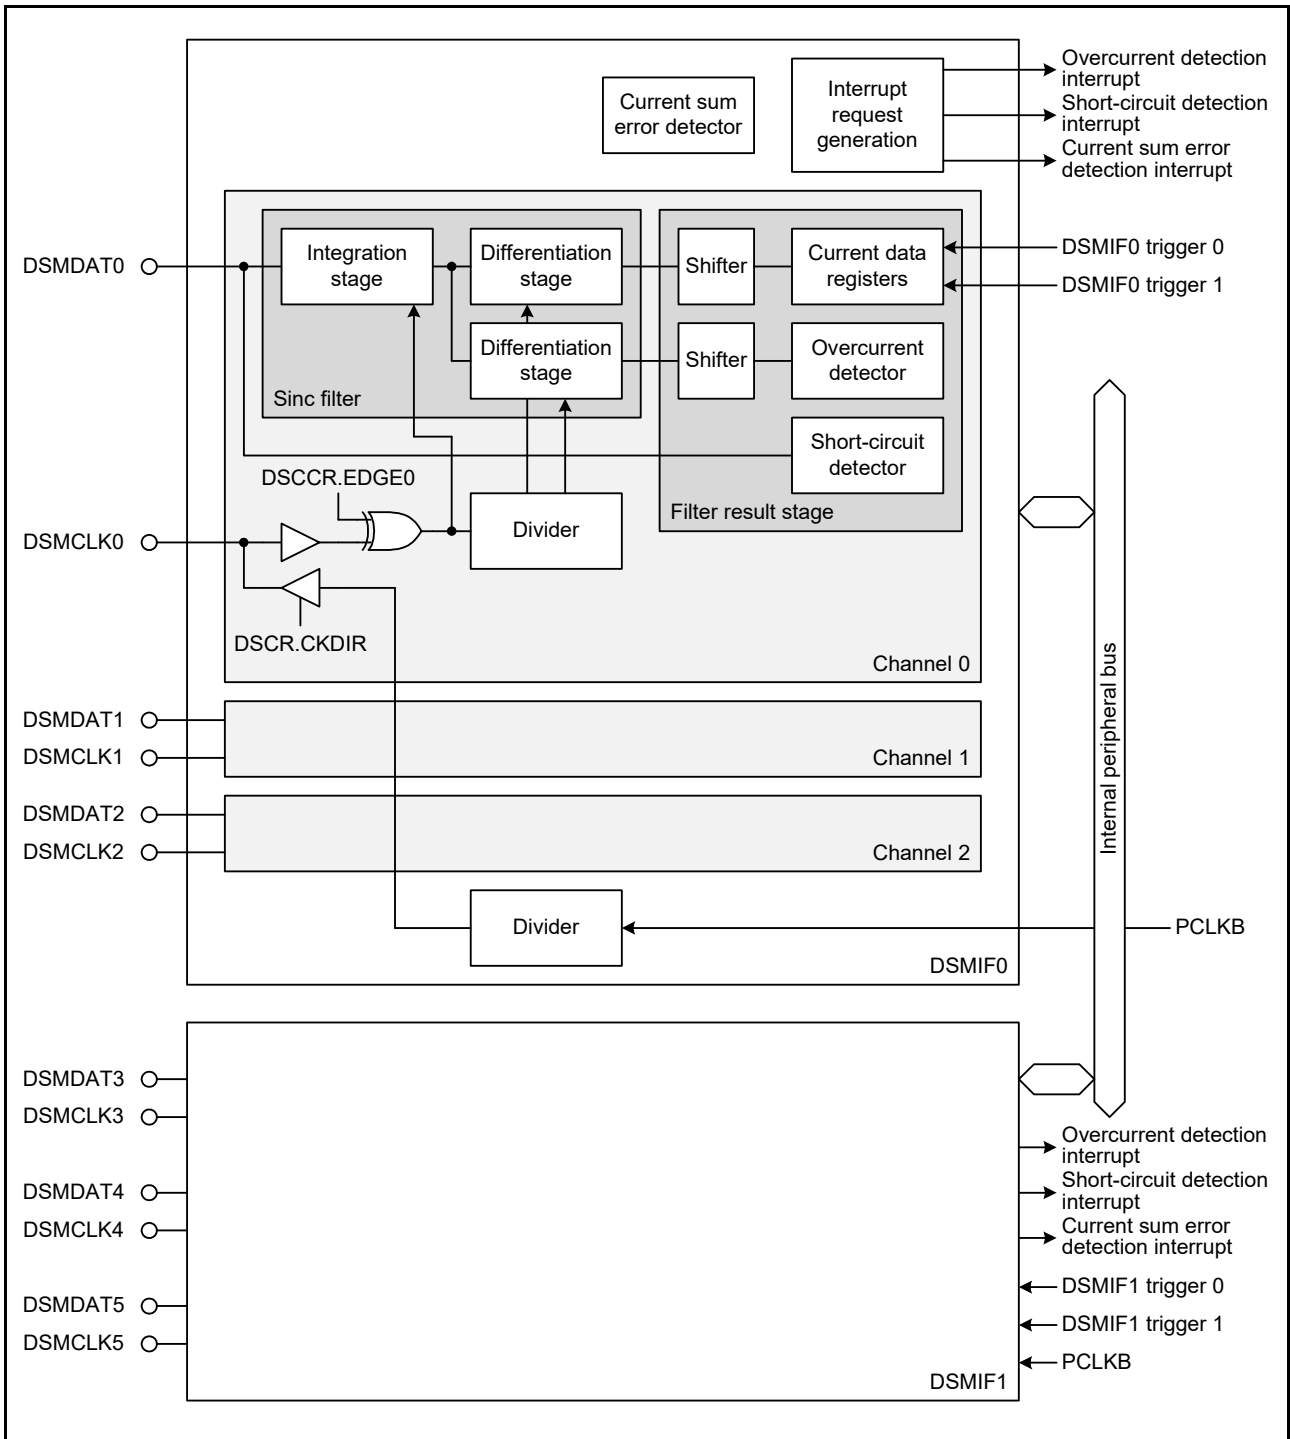 Overcurrent detection
interrupt
Short-circuit detection
interrupt
Current sum error
detection interrupt
Interrupt
request
generation
Current sum
error detector
DSMDAT0
Integration
stage
Differentiation
stage
Shifter
Current data
registers
DSMIF0 trigger 0
DSMIF0 trigger 1
Differentiation
stage
Shifter
Overcurrent
detector
Sinc filter
Short-circuit
detector
DSCCR.EDGE0
Filter result stage
DSMCLK0
Divider
DSCR.CKDIR
Channel 0
Internal peripheral bus
DSMDAT1
DSMCLK1
Channel 1
DSMDAT2
DSMCLK2
Channel 2
Divider
PCLKB
DSMIF0
DSMDAT3
DSMCLK3
DSMDAT4
DSMCLK4
DSMDAT5
DSMCLK5
Overcurrent detection
interrupt
Short-circuit detection
interrupt
Current sum error
detection interrupt
DSMIF1 trigger 0
DSMIF1 trigger 1
PCLKB
DSMIF1